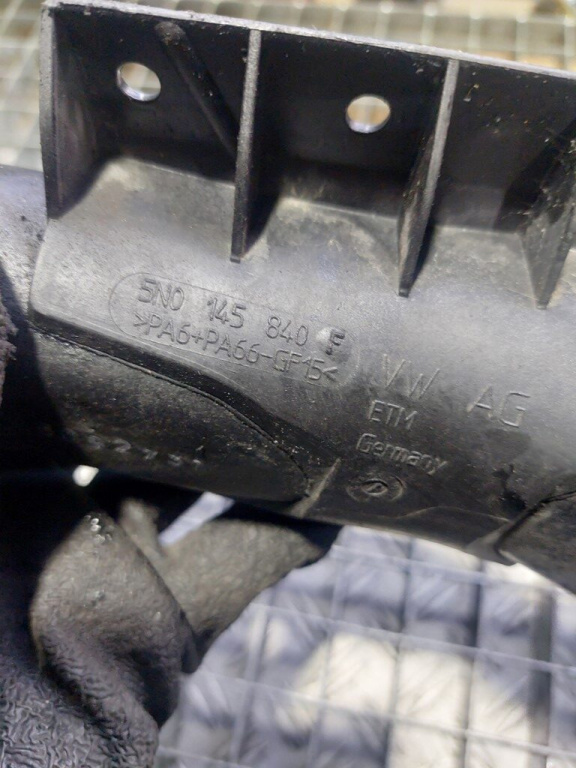 5N0 145 840 F
>PA6+PA66-GF15<
VW AG
ETM
Germany